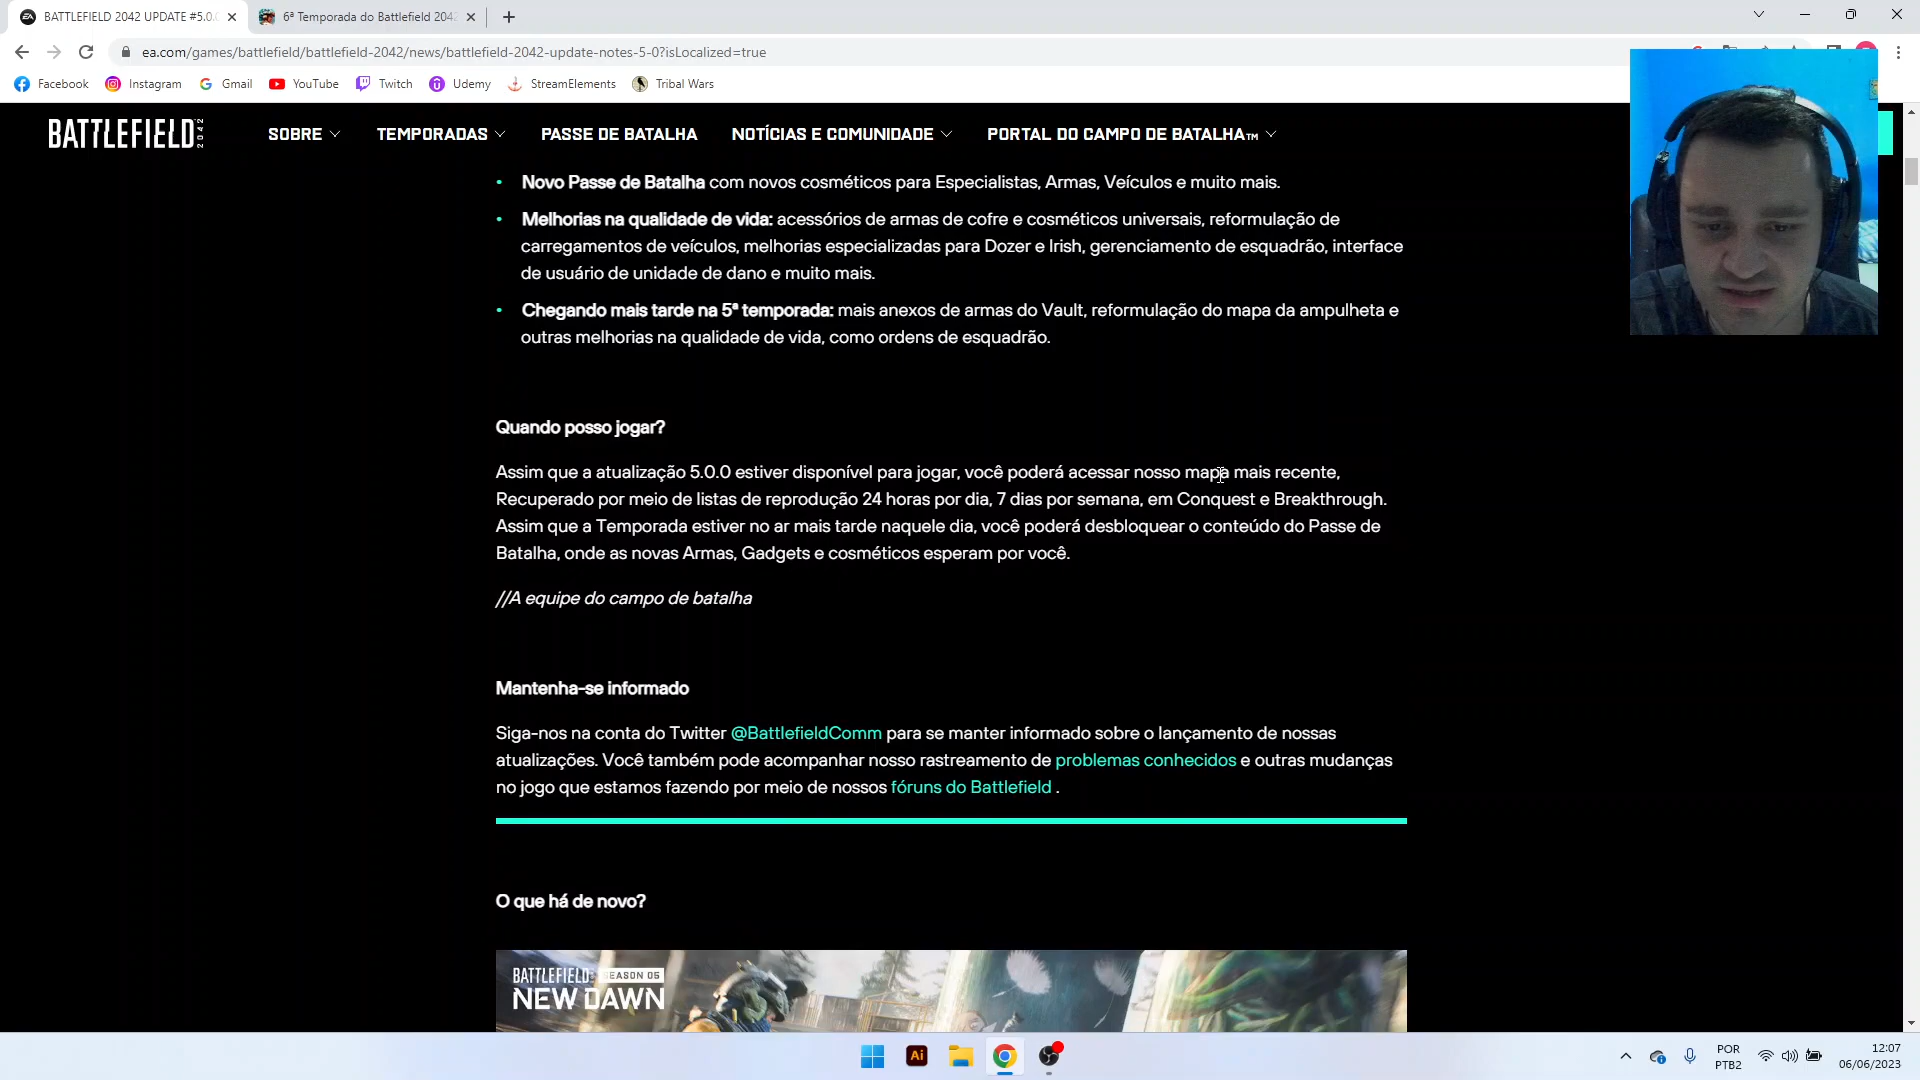 BATTLEFIELD 2042 UPDATE #5.0.0
6ª Temporada do Battlefield 2042
ea.com/games/battlefield/battlefield-2042/news/battlefield-2042-update-notes-5-0?isLocalized=true
Facebook
Instagram
Gmail
YouTube
Twitch
Udemy
StreamElements
Tribal Wars
BATTLEFIELD 2042
SOBRE
TEMPORADAS
PASSE DE BATALHA
NOTÍCIAS E COMUNIDADE
PORTAL DO CAMPO DE BATALHA™
• Novo Passe de Batalha com novos cosméticos para Especialistas, Armas, Veículos e muito mais.
• Melhorias na qualidade de vida: acessórios de armas de cofre e cosméticos universais, reformulação de
carregamentos de veículos, melhorias especializadas para Dozer e Irish, gerenciamento de esquadrão, interface
de usuário de unidade de dano e muito mais.
• Chegando mais tarde na 5ª temporada: mais anexos de armas do Vault, reformulação do mapa da ampulheta e
outras melhorias na qualidade de vida, como ordens de esquadrão.
Quando posso jogar?
Assim que a atualização 5.0.0 estiver disponível para jogar, você poderá acessar nosso mapa mais recente,
Recuperado por meio de listas de reprodução 24 horas por dia, 7 dias por semana, em Conquest e Breakthrough.
Assim que a Temporada estiver no ar mais tarde naquele dia, você poderá desbloquear o conteúdo do Passe de
Batalha, onde as novas Armas, Gadgets e cosméticos esperam por você.
//A equipe do campo de batalha
Mantenha-se informado
Siga-nos na conta do Twitter @BattlefieldComm para se manter informado sobre o lançamento de nossas
atualizações. Você também pode acompanhar nosso rastreamento de problemas conhecidos e outras mudanças
no jogo que estamos fazendo por meio de nossos fóruns do Battlefield .
O que há de novo?
BATTLEFIELD SEASON 05
NEW DAWN
Ai
POR
PTB2
12:07
06/06/2023